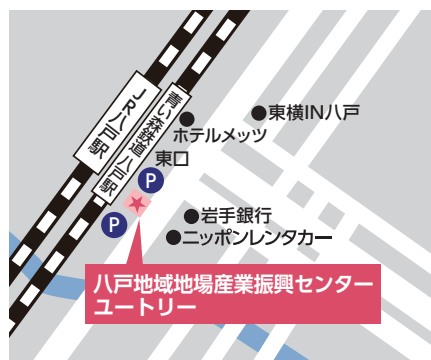 JR八戸駅
青い森鉄道 八戸駅
ホテルメッツ
東横IN八戸
東口
P
P
岩手銀行
ニッポンレンタカー
八戸地域地場産業振興センター
ユートリー